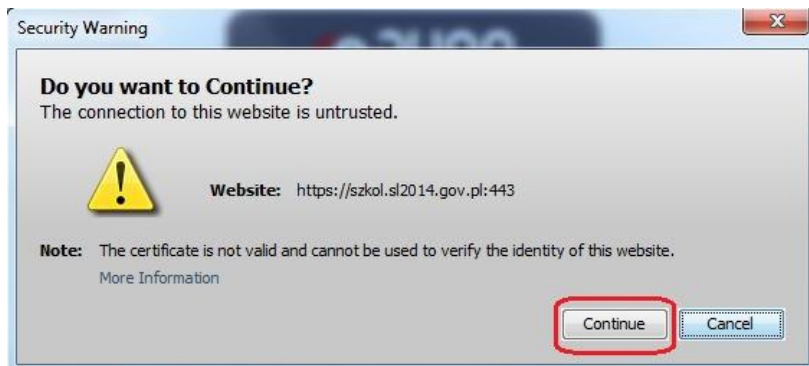 Security Warning
Do you want to Continue?
The connection to this website is untrusted.
Website: https://szkol.sl2014.gov.pl:443
Note: The certificate is not valid and cannot be used to verify the identity of this website.
More Information
Continue Cancel